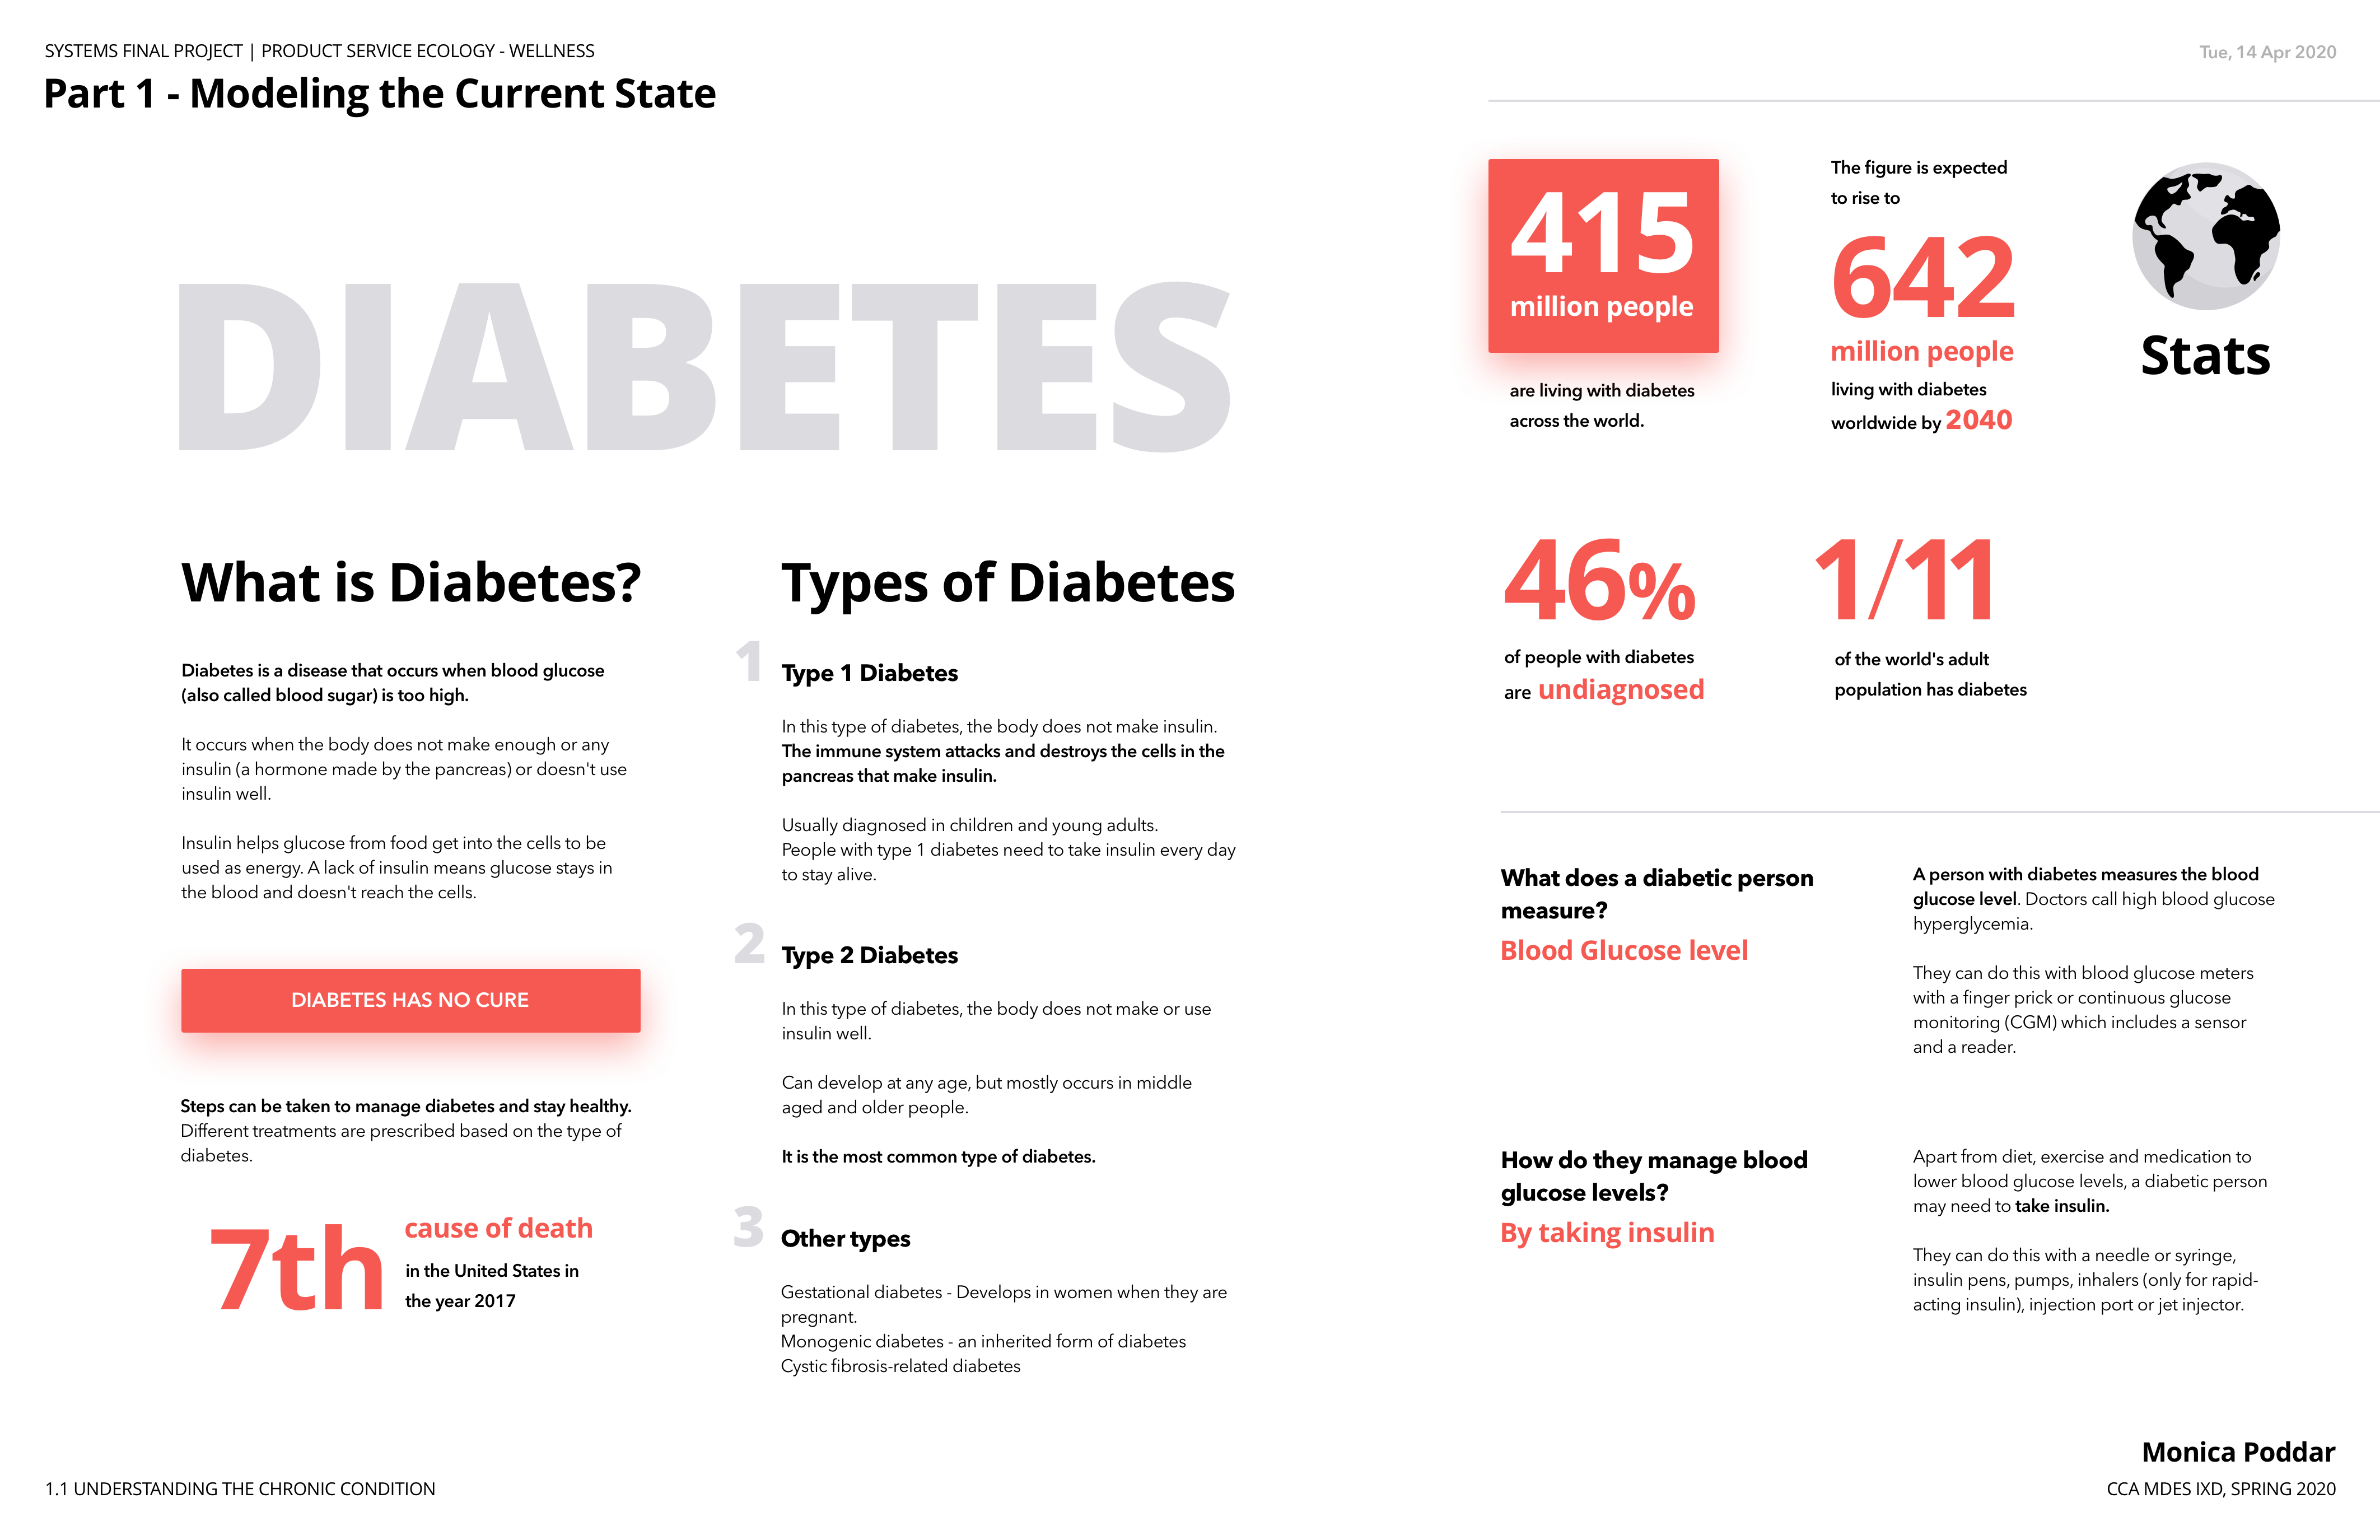 SYSTEMS FINAL PROJECT | PRODUCT SERVICE ECOLOGY - WELLNESS
Part 1 - Modeling the Current State
Tue, 14 Apr 2020
DIABETES
What is Diabetes?
Diabetes is a disease that occurs when blood glucose
(also called blood sugar) is too high.
It occurs when the body does not make enough or any
insulin (a hormone made by the pancreas) or doesn't use
insulin well.
Insulin helps glucose from food get into the cells to be
used as energy. A lack of insulin means glucose stays in
the blood and doesn't reach the cells.
DIABETES HAS NO CURE
Steps can be taken to manage diabetes and stay healthy.
Different treatments are prescribed based on the type of
diabetes.
7th
cause of death
in the United States in
the year 2017
Types of Diabetes
1
Type 1 Diabetes
In this type of diabetes, the body does not make insulin.
The immune system attacks and destroys the cells in the
pancreas that make insulin.
Usually diagnosed in children and young adults.
People with type 1 diabetes need to take insulin every day
to stay alive.
2
Type 2 Diabetes
In this type of diabetes, the body does not make or use
insulin well.
Can develop at any age, but mostly occurs in middle
aged and older people.
It is the most common type of diabetes.
3
Other types
Gestational diabetes - Develops in women when they are
pregnant.
Monogenic diabetes - an inherited form of diabetes
Cystic fibrosis-related diabetes
415
million people
are living with diabetes
across the world.
The figure is expected
to rise to
642
million people
living with diabetes
worldwide by 2040
Stats
46%
of people with diabetes
are undiagnosed
1/11
of the world's adult
population has diabetes
What does a diabetic person
measure?
Blood Glucose level
A person with diabetes measures the blood
glucose level. Doctors call high blood glucose
hyperglycemia.
They can do this with blood glucose meters
with a finger prick or continuous glucose
monitoring (CGM) which includes a sensor
and a reader.
How do they manage blood
glucose levels?
By taking insulin
Apart from diet, exercise and medication to
lower blood glucose levels, a diabetic person
may need to take insulin.
They can do this with a needle or syringe,
insulin pens, pumps, inhalers (only for rapid-
acting insulin), injection port or jet injector.
1.1 UNDERSTANDING THE CHRONIC CONDITION
Monica Poddar
CCA MDES IXD, SPRING 2020